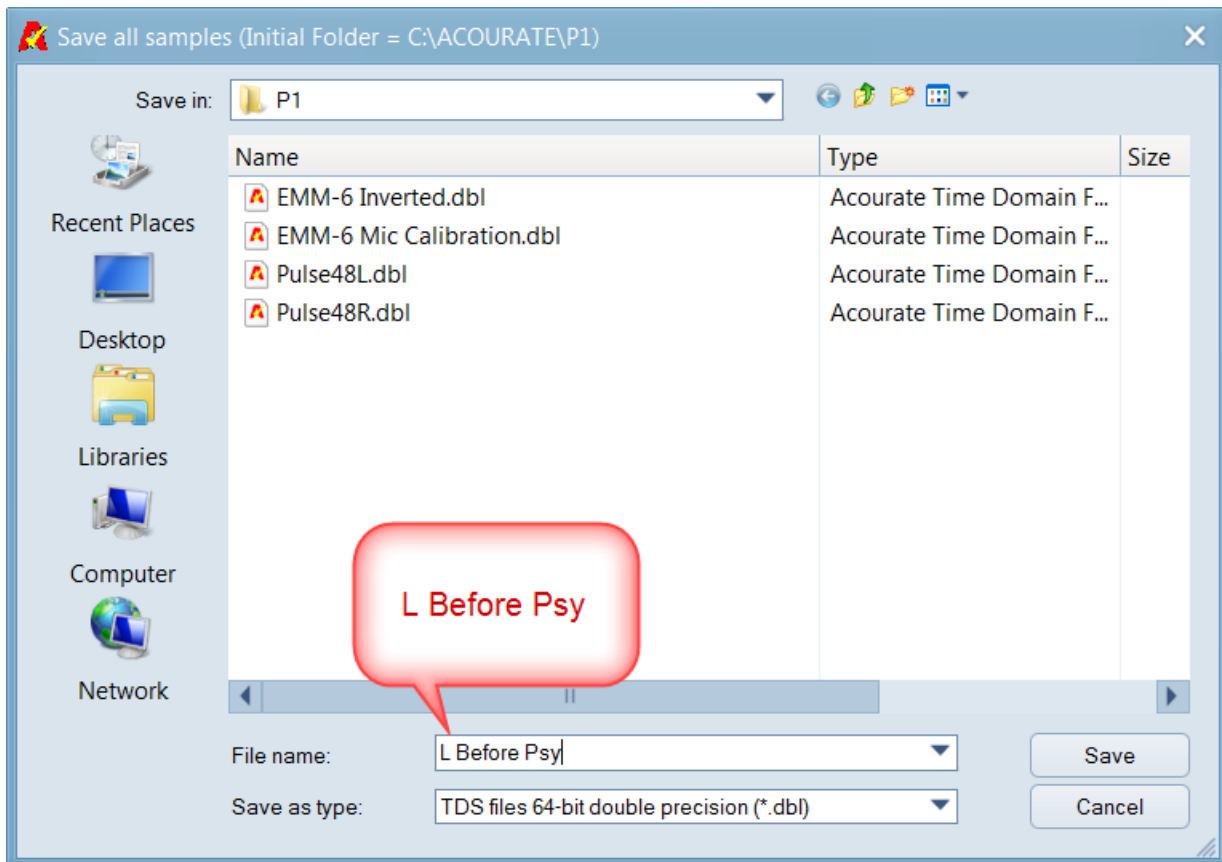 Save all samples (Initial Folder = C:\ACOURATE\P1)
Save in: P1
Name Type Size
EMM-6 Inverted.dbl Acourate Time Domain F...
EMM-6 Mic Calibration.dbl Acourate Time Domain F...
Pulse48L.dbl Acourate Time Domain F...
Pulse48R.dbl Acourate Time Domain F...
Recent Places
Desktop
Libraries
Computer
Network
L Before Psy
File name: L Before Psy Save
Save as type: TDS files 64-bit double precision (*.dbl) Cancel